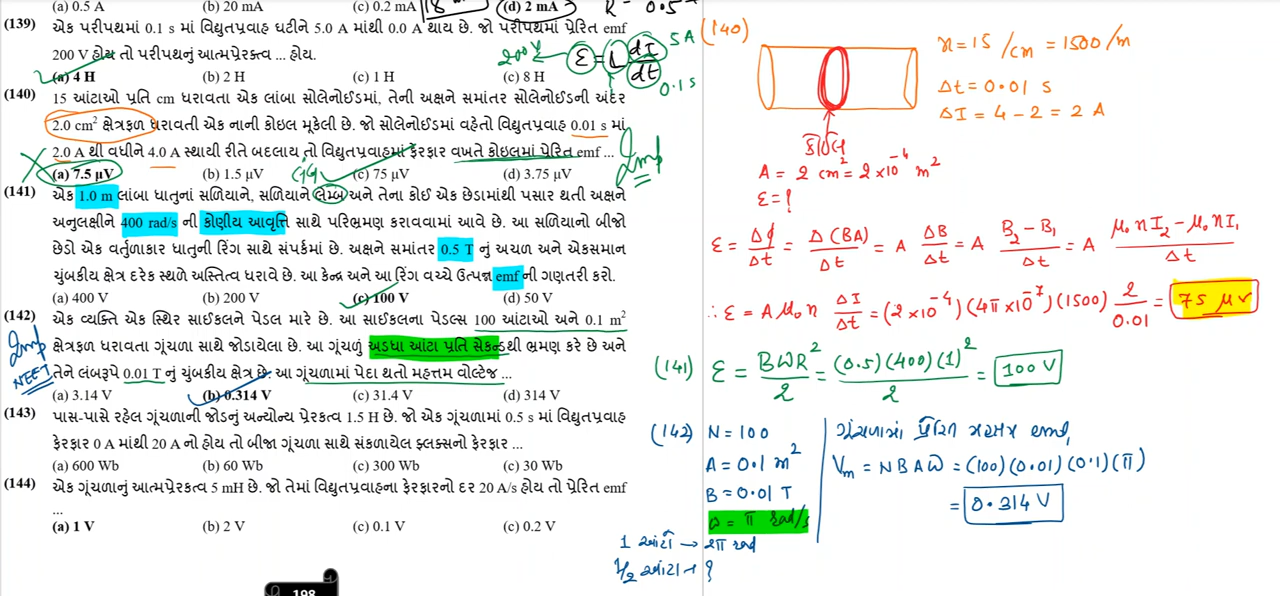 (a) 0.5 A (b) 20 mA (c) 0.2 mA (d) 2 mA
(139) એક પરીપથમાં 0.1 s માં વિદ્યુતપ્રવાહ ઘટીને 5.0 A માંથી 0.0 A થાય છે. જો પરીપથમાં પ્રેરિત emf
200 V હોય તો પરીપથનું આત્મપ્રેરક્ત્વ ... હોય.
(a) 4 H (b) 2 H (c) 1 H (c) 8 H
200V ε = L dI/dt 5A
0.1s
(140) 15 આંટાઓ પ્રતિ cm ધરાવતા એક લાંબા સોલેનોઈડમાં, તેની અક્ષને સમાંતર સોલેનોઈડની અંદર
2.0 cm² ક્ષેત્રફળ ધરાવતી એક નાની કોઇલ મૂકેલી છે. જો સોલેનોઈડમાં વહેતો વિદ્યુતપ્રવાહ 0.01 s માં
2.0 A થી વધીને 4.0 A સ્થાયી રીતે બદલાય તો વિદ્યુતપ્રવાહમાં ફેરફાર વખતે કોઇલમાં પ્રેરિત emf ...
Imp
(a) 7.5 μV (b) 1.5 μV (c) 75 μV (d) 3.75 μV
(141) એક 1.0 m લાંબા ધાતુનાં સળિયાને, સળિયાને લંબ અને તેના કોઈ એક છેડામાંથી પસાર થતી અક્ષને
અનુલક્ષીને 400 rad/s ની કોણીય આવૃત્તિ સાથે પરિભ્રમણ કરાવવામાં આવે છે. આ સળિયાનો બીજો
છેડો એક વર્તુળાકાર ધાતુની રિંગ સાથે સંપર્કમાં છે. અક્ષને સમાંતર 0.5 T નું અચળ અને એકસમાન
ચુંબકીય ક્ષેત્ર દરેક સ્થળે અસ્તિત્વ ધરાવે છે. આ કેન્દ્ર અને આ રિંગ વચ્ચે ઉત્પન્ન emf ની ગણતરી કરો.
(a) 400 V (b) 200 V (c) 100 V (d) 50 V
(142) એક વ્યક્તિ એક સ્થિર સાઈકલને પેડલ મારે છે. આ સાઈકલના પેડલ્સ 100 આંટાઓ અને 0.1 m²
ક્ષેત્રફળ ધરાવતા ગૂંચળા સાથે જોડાયેલા છે. આ ગૂંચળું અડધા આંટા પ્રતિ સેકન્ડથી ભ્રમણ કરે છે અને
તેને લંબરૂપે 0.01 T નું ચુંબકીય ક્ષેત્ર છે. આ ગૂંચળામાં પેદા થતો મહત્તમ વોલ્ટેજ ...
Imp
NEET
(a) 3.14 V (b) 0.314 V (c) 31.4 V (d) 314 V
(143) પાસ-પાસે રહેલ ગૂંચળાની જોડનું અન્યોન્ય પ્રેરકત્વ 1.5 H છે. જો એક ગૂંચળામાં 0.5 s માં વિદ્યુતપ્રવાહ
ફેરફાર 0 A માંથી 20 A નો હોય તો બીજા ગૂંચળા સાથે સંકળાયેલ ફ્લક્સનો ફેરફાર ...
(a) 600 Wb (b) 60 Wb (c) 300 Wb (c) 30 Wb
(144) એક ગૂંચળાનું આત્મપ્રેરકત્વ 5 mH છે. જો તેમાં વિદ્યુતપ્રવાહના ફેરફારનો દર 20 A/s હોય તો પ્રેરિત emf
...
(a) 1 V (b) 2 V (c) 0.1 V (c) 0.2 V
198
(140)
n = 15 / cm = 1500/m
Δt = 0.01 s
ΔI = 4 - 2 = 2 A
કોઈલ
A = 2 cm² = 2×10⁻⁴ m²
ε = ?
ε = Δϕ/Δt = Δ(BA)/Δt = A ΔB/Δt = A (B₂ - B₁)/Δt = A (μ₀nI₂ - μ₀nI₁)/Δt
∴ ε = Aμ₀n ΔI/Δt = (2×10⁻⁴)(4π×10⁻⁷)(1500) 2/0.01 = 75 μV
(141) ε = BωR²/2 = (0.5)(400)(1)²/2 = 100 V
(142) N = 100
A = 0.1 m²
B = 0.01 T
ω = π rad/s
1 આંટો → 2π rad
1/2 આંટા → ?
ગૂંચળામાં પ્રેરિત મહત્તમ
Vm = NBAω = (100)(0.01)(0.1)(π)
= 0.314 V